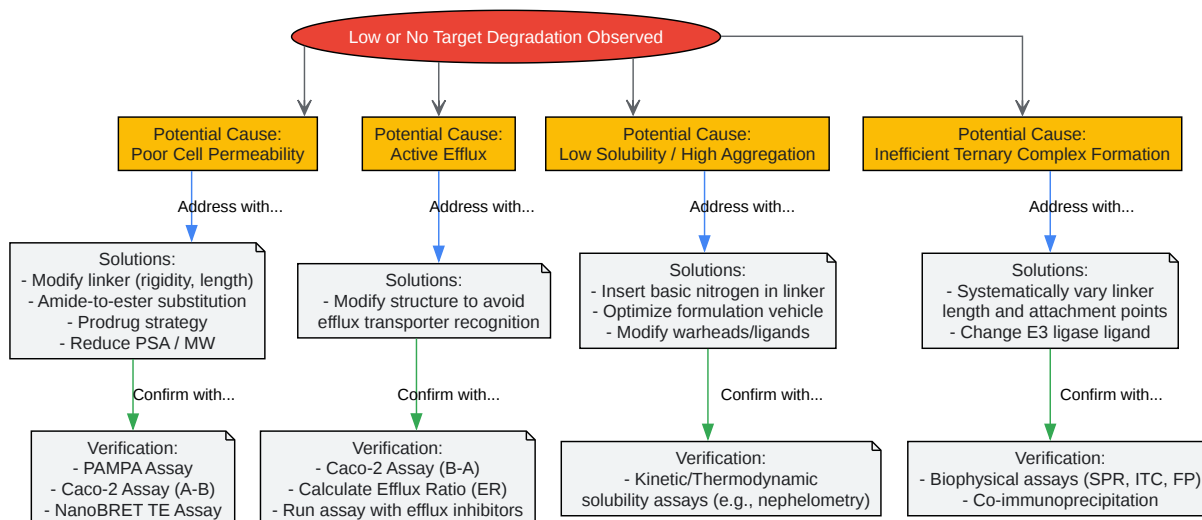 Low or No Target Degradation Observed
Potential Cause:
Poor Cell Permeability
Potential Cause:
Active Efflux
Potential Cause:
Low Solubility / High Aggregation
Potential Cause:
Inefficient Ternary Complex Formation
Address with...
Address with...
Address with...
Address with...
Solutions:
- Modify linker (rigidity, length)
- Amide-to-ester substitution
- Prodrug strategy
- Reduce PSA / MW
Solutions:
- Modify structure to avoid
efflux transporter recognition
Solutions:
- Insert basic nitrogen in linker
- Optimize formulation vehicle
- Modify warheads/ligands
Solutions:
- Systematically vary linker
length and attachment points
- Change E3 ligase ligand
Confirm with...
Confirm with...
Confirm with...
Confirm with...
Verification:
- PAMPA Assay
- Caco-2 Assay (A-B)
- NanoBRET TE Assay
Verification:
- Caco-2 Assay (B-A)
- Calculate Efflux Ratio (ER)
- Run assay with efflux inhibitors
Verification:
- Kinetic/Thermodynamic
solubility assays (e.g., nephelometry)
Verification:
- Biophysical assays (SPR, ITC, FP)
- Co-immunoprecipitation